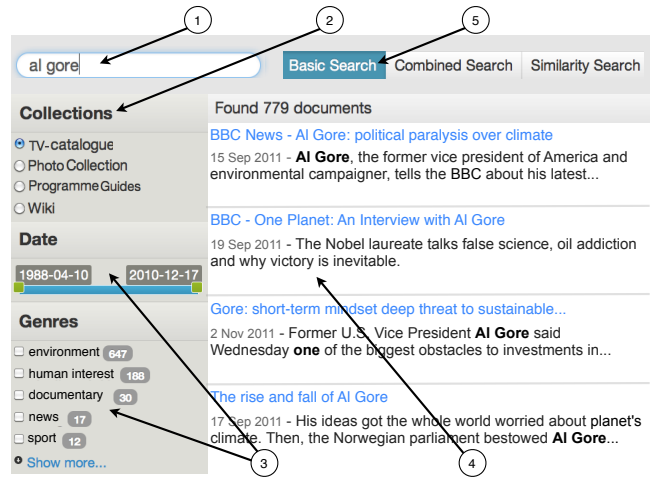 1
2
5
al gore
Basic Search
Combined Search
Similarity Search
Collections
TV-catalogue
Photo Collection
Programme Guides
Wiki
Date
1988-04-10
2010-12-17
Genres
environment 647
human interest 188
documentary 30
news 17
sport 12
Show more...
Found 779 documents
BBC News - Al Gore: political paralysis over climate
15 Sep 2011 - Al Gore, the former vice president of America and
environmental campaigner, tells the BBC about his latest...
BBC - One Planet: An Interview with Al Gore
19 Sep 2011 - The Nobel laureate talks false science, oil addiction
and why victory is inevitable.
Gore: short-term mindset deep threat to sustainable...
2 Nov 2011 - Former U.S. Vice President Al Gore said
Wednesday one of the biggest obstacles to investments in...
The rise and fall of Al Gore
17 Sep 2011 - His ideas got the whole world worried about planet's
climate. Then, the Norwegian parliament bestowed Al Gore...
3
4